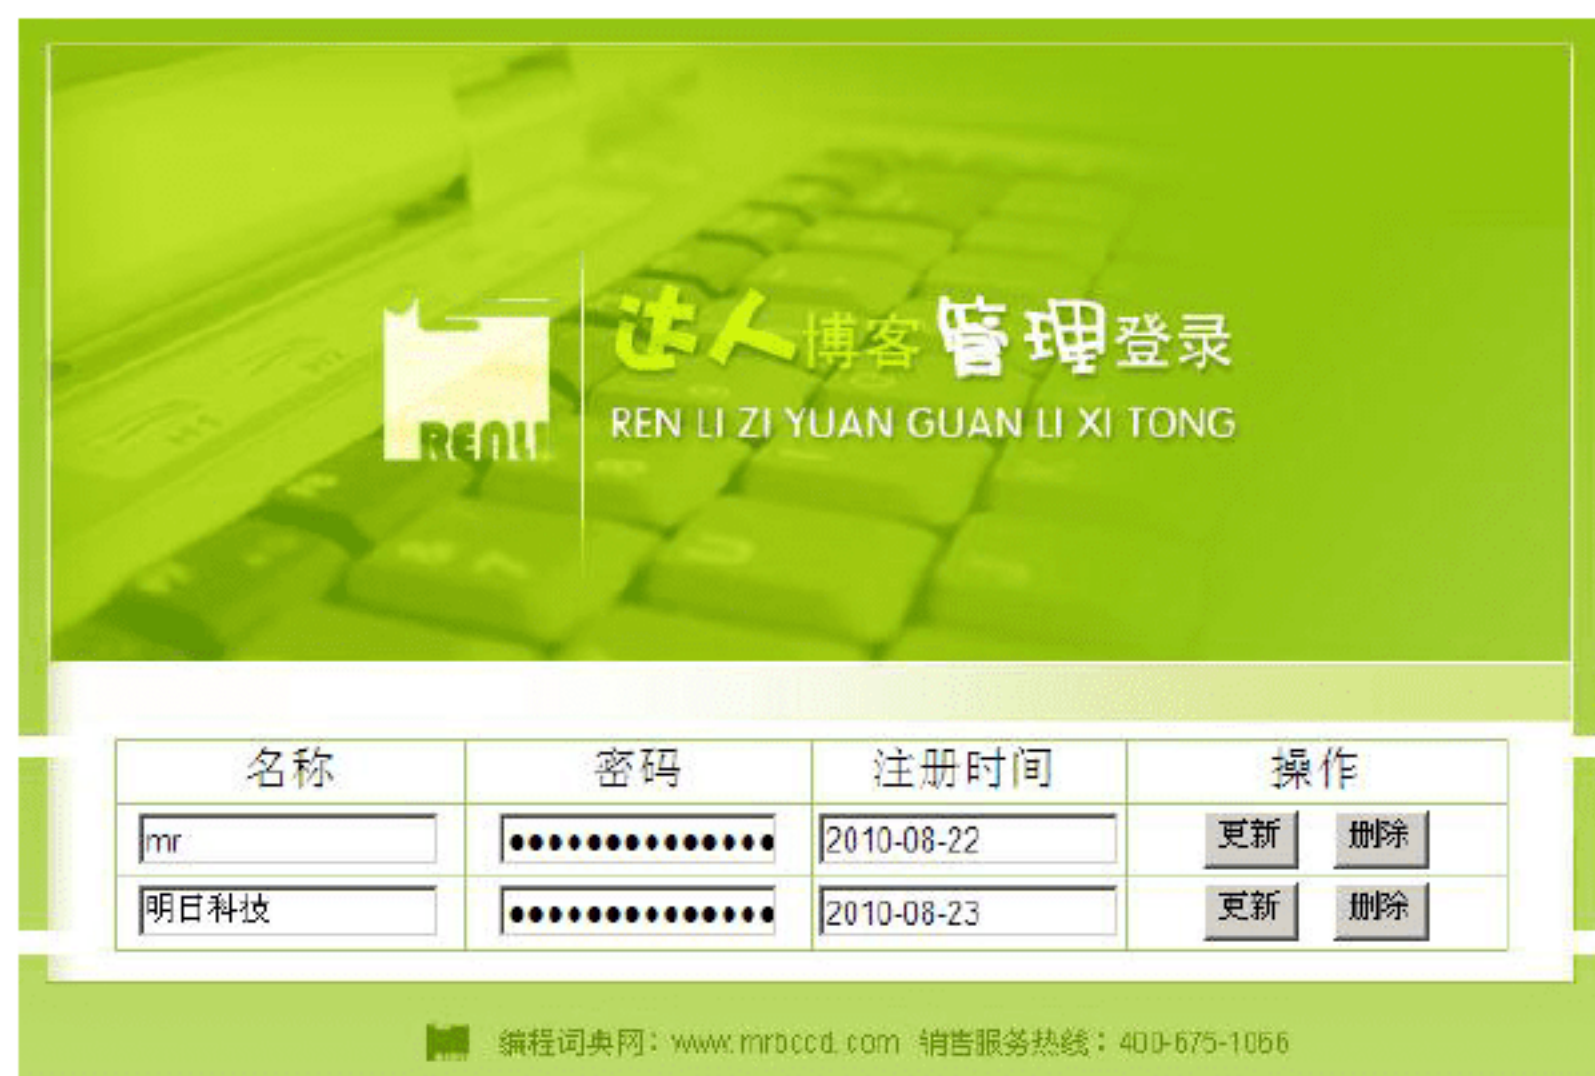 达人博客管理登录
RENLI
REN LI ZI YUAN GUAN LI XI TONG
名称 密码 注册时间 操作
mr ●●●●●●●●●●●●●● 2010-08-22 更新 删除
明日科技 ●●●●●●●●●●●●●● 2010-08-23 更新 删除
编程词典网：www.mrbccd.com 销售服务热线：400-675-1066